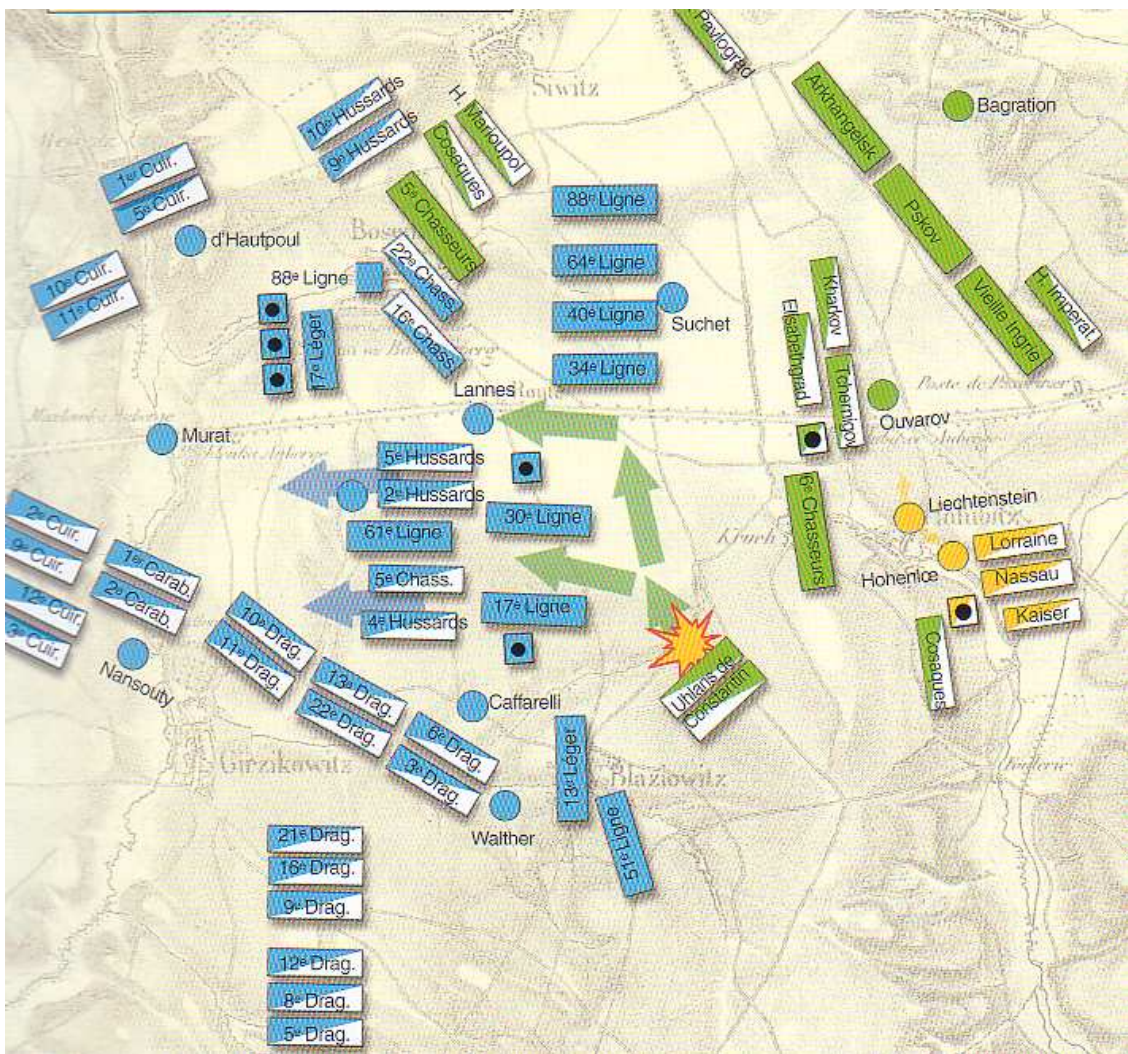 Pavlograd
Siwitz
Arkhangelsk
Bagration
10e Hussards
9e Hussards
H. Marioupol
Cosaques
1er Cuir.
5e Cuir.
d'Hautpoul
5e Chasseurs
88e Ligne
Pskov
22e Chass.
88e Ligne
64e Ligne
10e Cuir.
11e Cuir.
16e Chass.
Suchet
40e Ligne
Kharkov
Elisabethgrad
Vieille Ingrie
H. Imperat.
17e Léger
34e Ligne
Tchernigov
Lannes
Ouvarov
Murat
5e Hussards
2e Hussards
6e Chasseurs
Liechtenstein
2e Cuir.
9e Cuir.
61e Ligne
30e Ligne
Lorraine
Hohenlœ
1er Carab.
2e Carab.
5e Chass.
Nassau
12e Cuir.
3e Cuir.
4e Hussards
17e Ligne
Kaiser
Cosaques
10e Drag.
11e Drag.
Nansouty
Uhlans de
Constantin
13e Drag.
22e Drag.
Caffarelli
6e Drag.
3e Drag.
Girzikowitz
13e Léger
Blaziowitz
Walther
51e Ligne
21e Drag.
16e Drag.
9e Drag.
12e Drag.
8e Drag.
5e Drag.